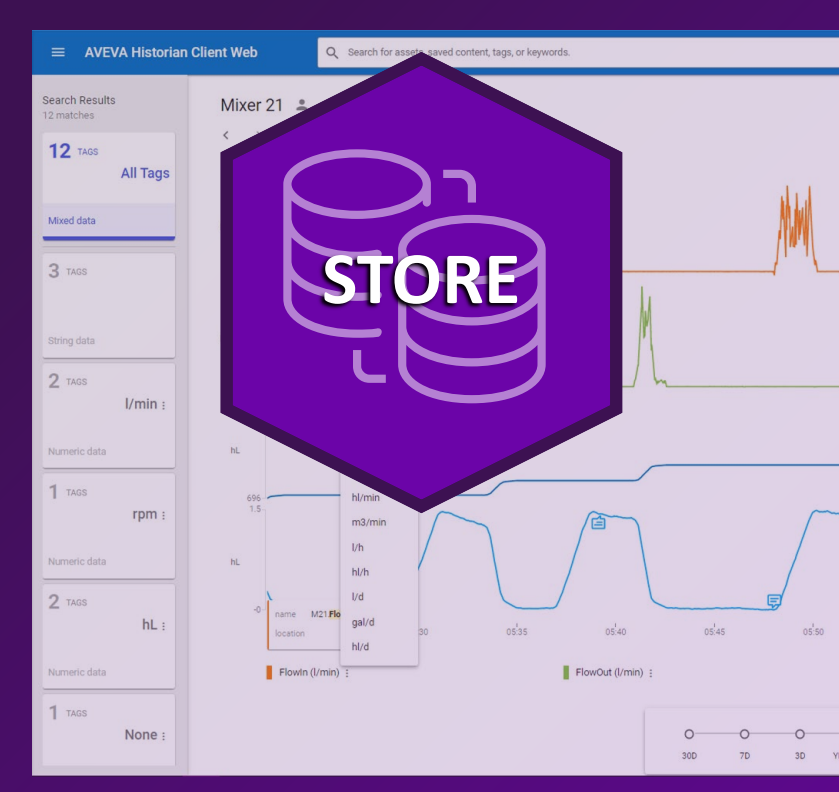 AVEVA Historian Client Web
Search for assets, saved content, tags, or keywords.
Search Results
12 matches
12 TAGS
All Tags
Mixed data
3 TAGS
String data
2 TAGS
l/min
Numeric data
1 TAGS
rpm
Numeric data
2 TAGS
hL
Numeric data
1 TAGS
None
Mixer 21
STORE
hL
696
1.5
hL
-0
hl/min
m3/min
l/h
hl/h
l/d
gal/d
hl/d
name M21.Flo
location
30
05:35
05:40
05:45
05:50
FlowIn (l/min)
FlowOut (l/min)
30D
7D
3D